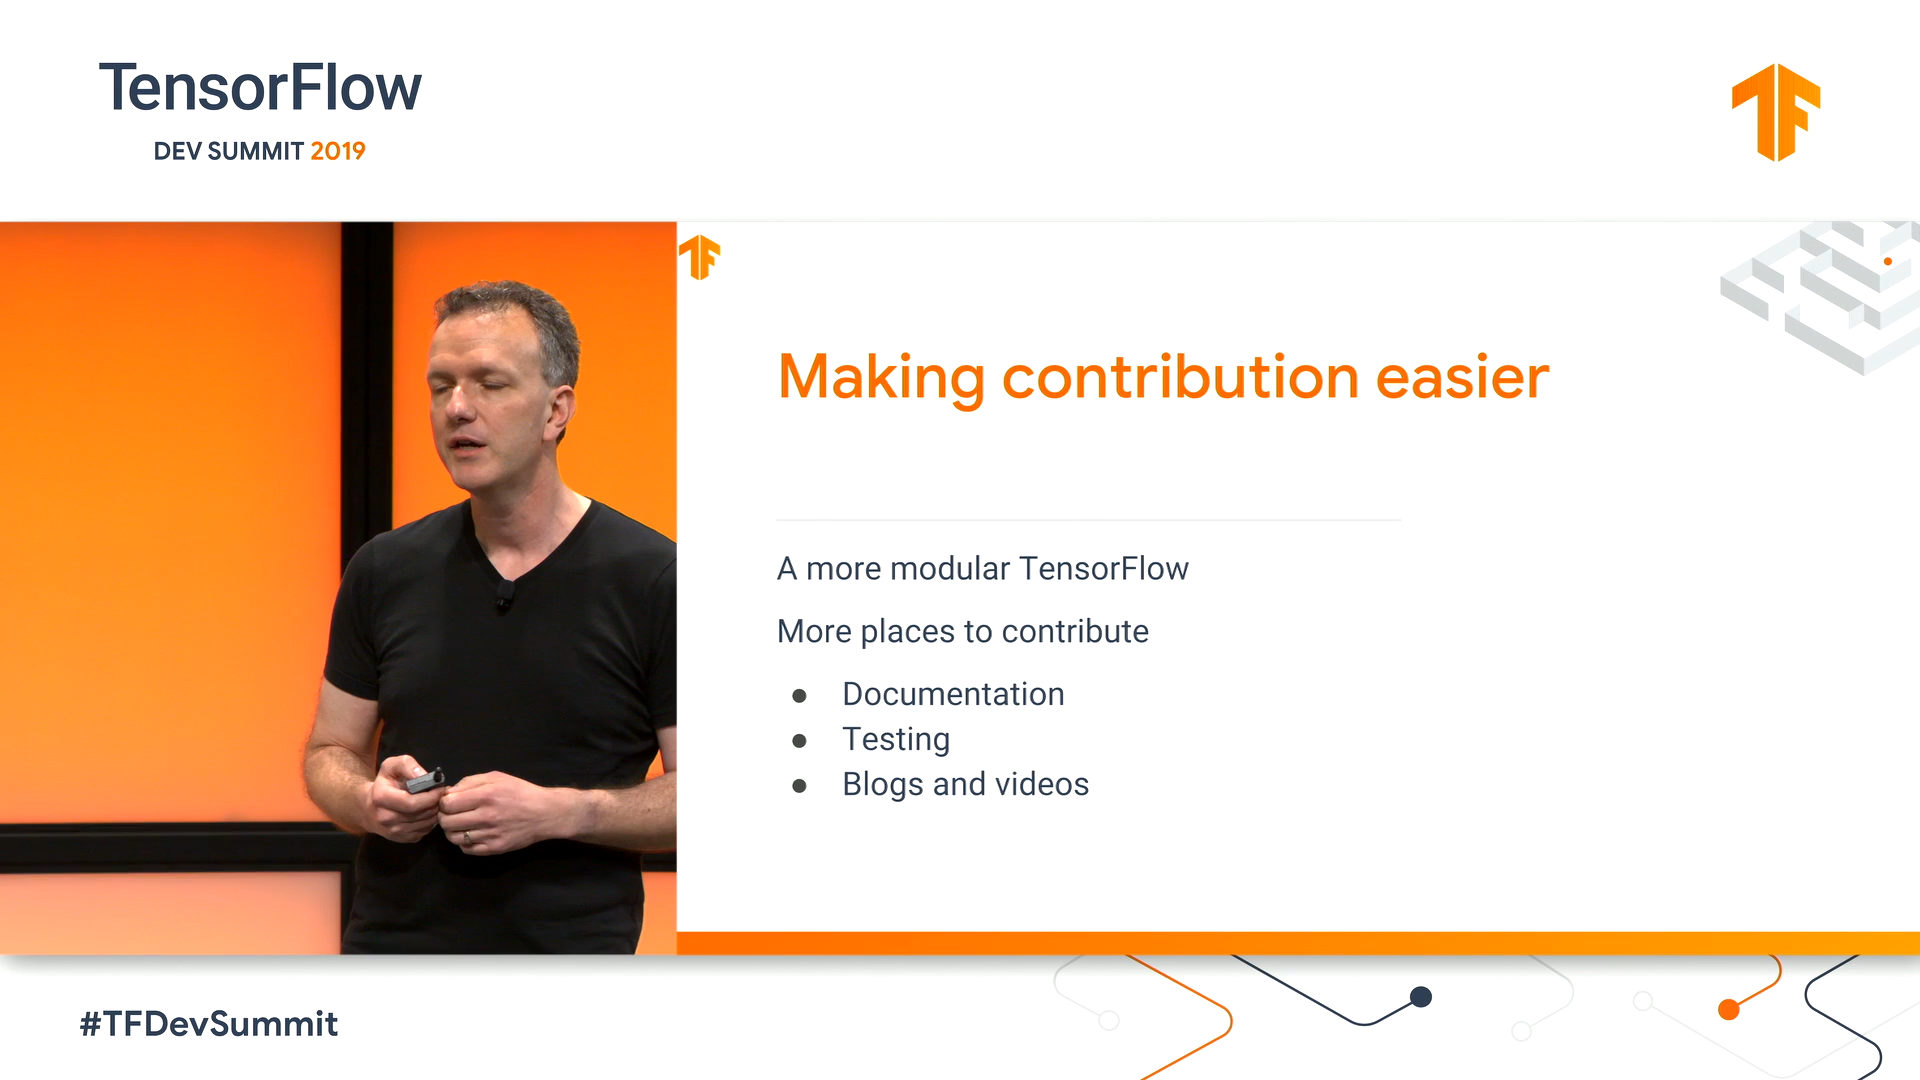 TensorFlow
DEV SUMMIT 2019
Making contribution easier
A more modular TensorFlow
More places to contribute
● Documentation
● Testing
● Blogs and videos
#TFDevSummit